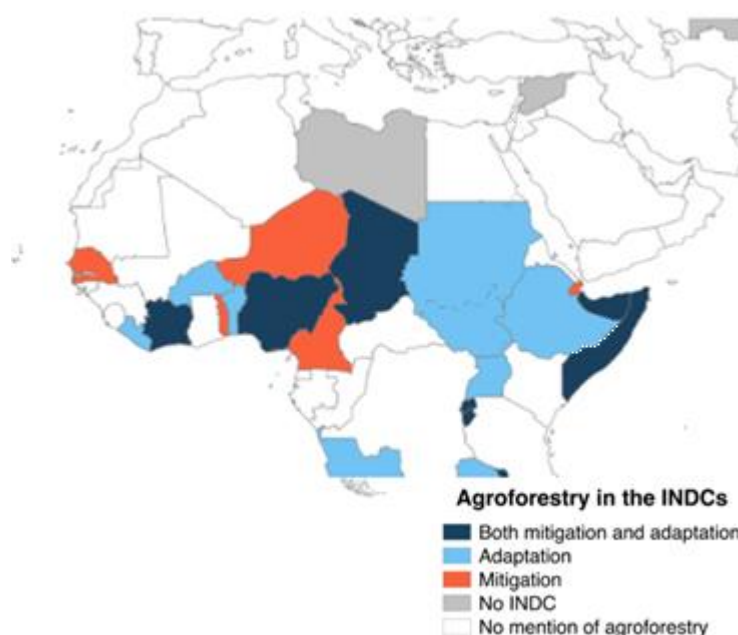 Agroforestry in the INDCs
Both mitigation and adaptation
Adaptation
Mitigation
No INDC
No mention of agroforestry